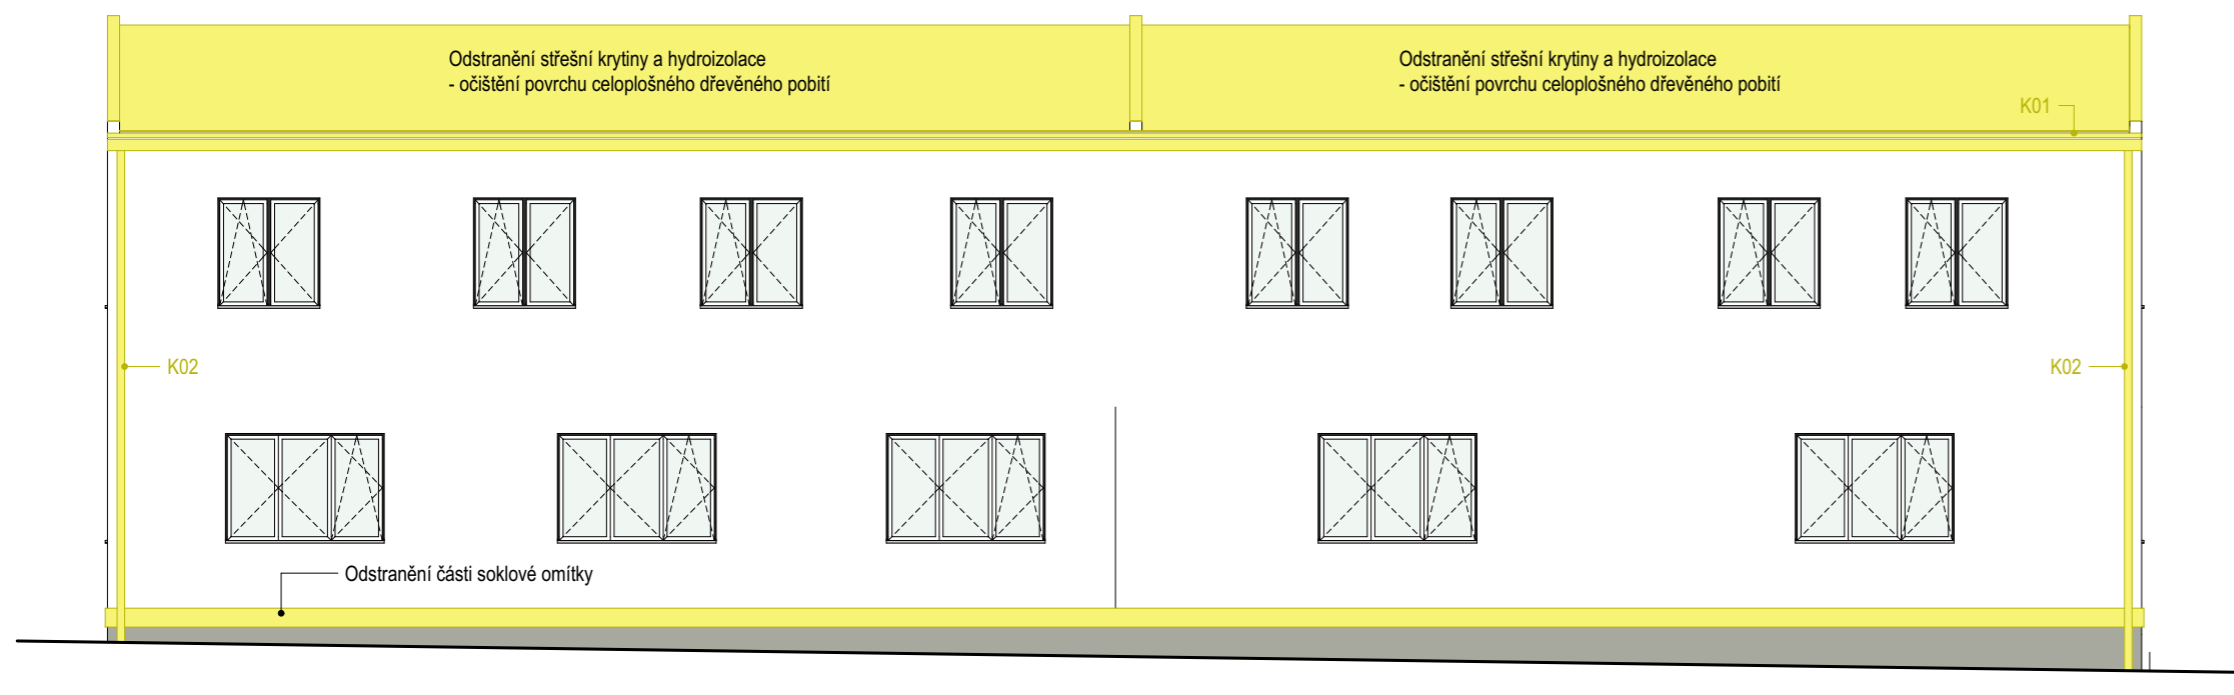 Odstranění střešní krytiny a hydroizolace
- očištění povrchu celoplošného dřevěného pobití
Odstranění střešní krytiny a hydroizolace
- očištění povrchu celoplošného dřevěného pobití
K01
K02
K02
Odstranění části soklové omítky